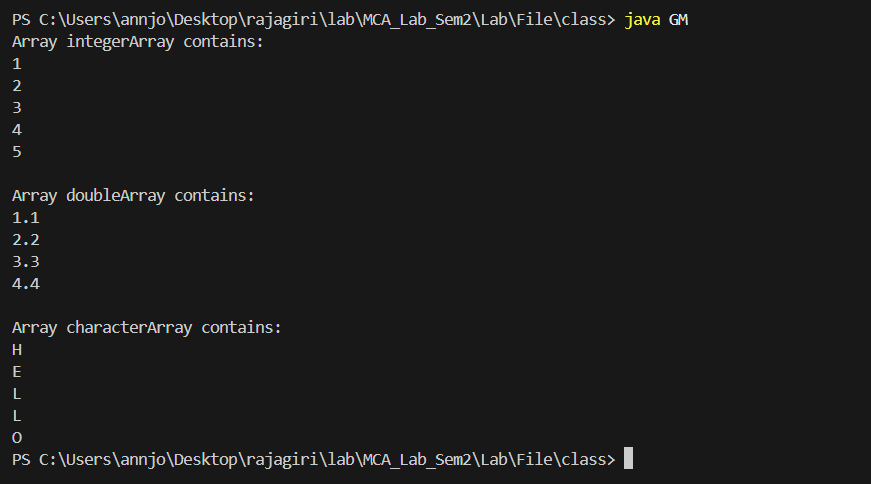 PS C:\Users\annjo\Desktop\rajagiri\lab\MCA_Lab_Sem2\Lab\File\class> java GM
Array integerArray contains:
1
2
3
4
5
Array doubleArray contains:
1.1
2.2
3.3
4.4
Array characterArray contains:
H
E
L
L
O
PS C:\Users\annjo\Desktop\rajagiri\lab\MCA_Lab_Sem2\Lab\File\class>